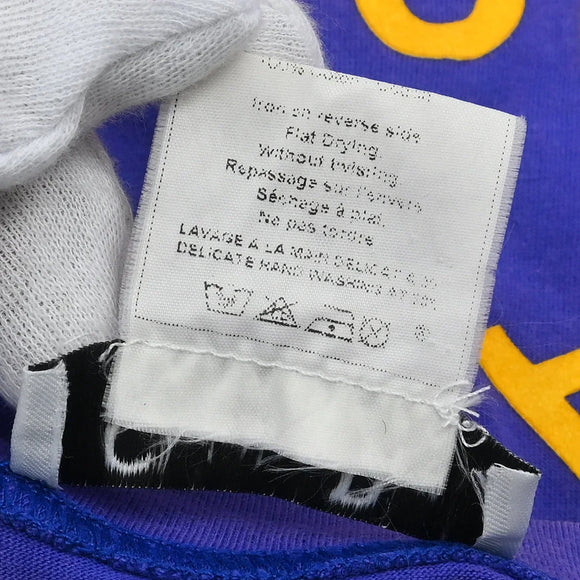 Iron on reverse side
Flat Drying.
Without twisting.
Repassage sur l'envers
Séchage à plat.
Ne pas tordre
LAVAGE A LA MAIN DELICAT A
DELICATE HAND WASHING AT